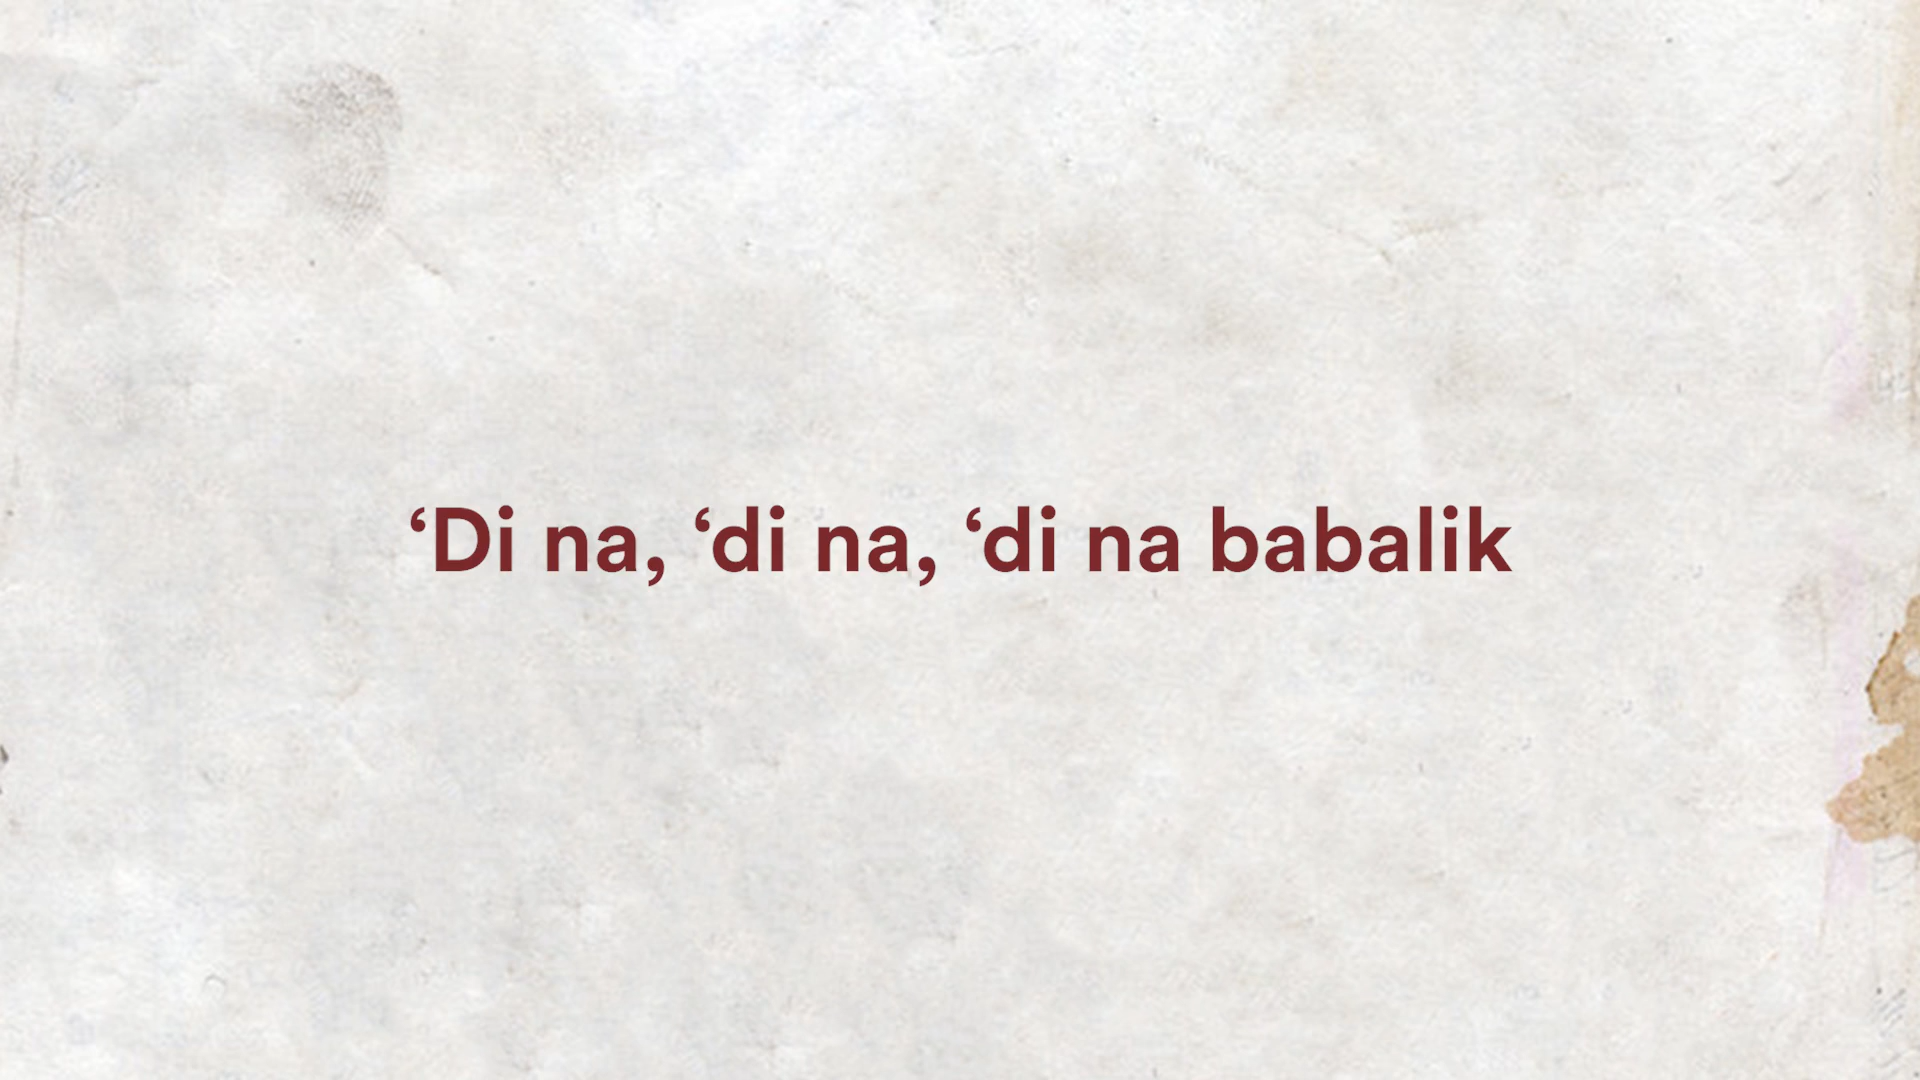 ‘Di na, ‘di na, ‘di na babalik